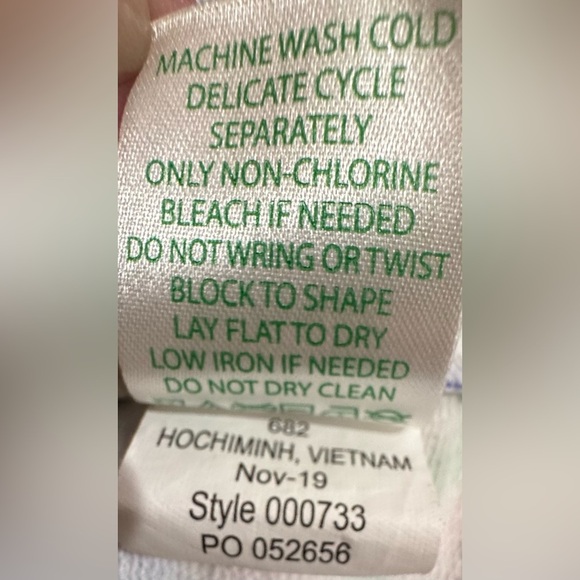 MACHINE WASH COLD
DELICATE CYCLE
SEPARATELY
ONLY NON-CHLORINE
BLEACH IF NEEDED
DO NOT WRING OR TWIST
BLOCK TO SHAPE
LAY FLAT TO DRY
LOW IRON IF NEEDED
DO NOT DRY CLEAN
682
HOCHIMINH, VIETNAM
Nov-19
Style 000733
PO 052656